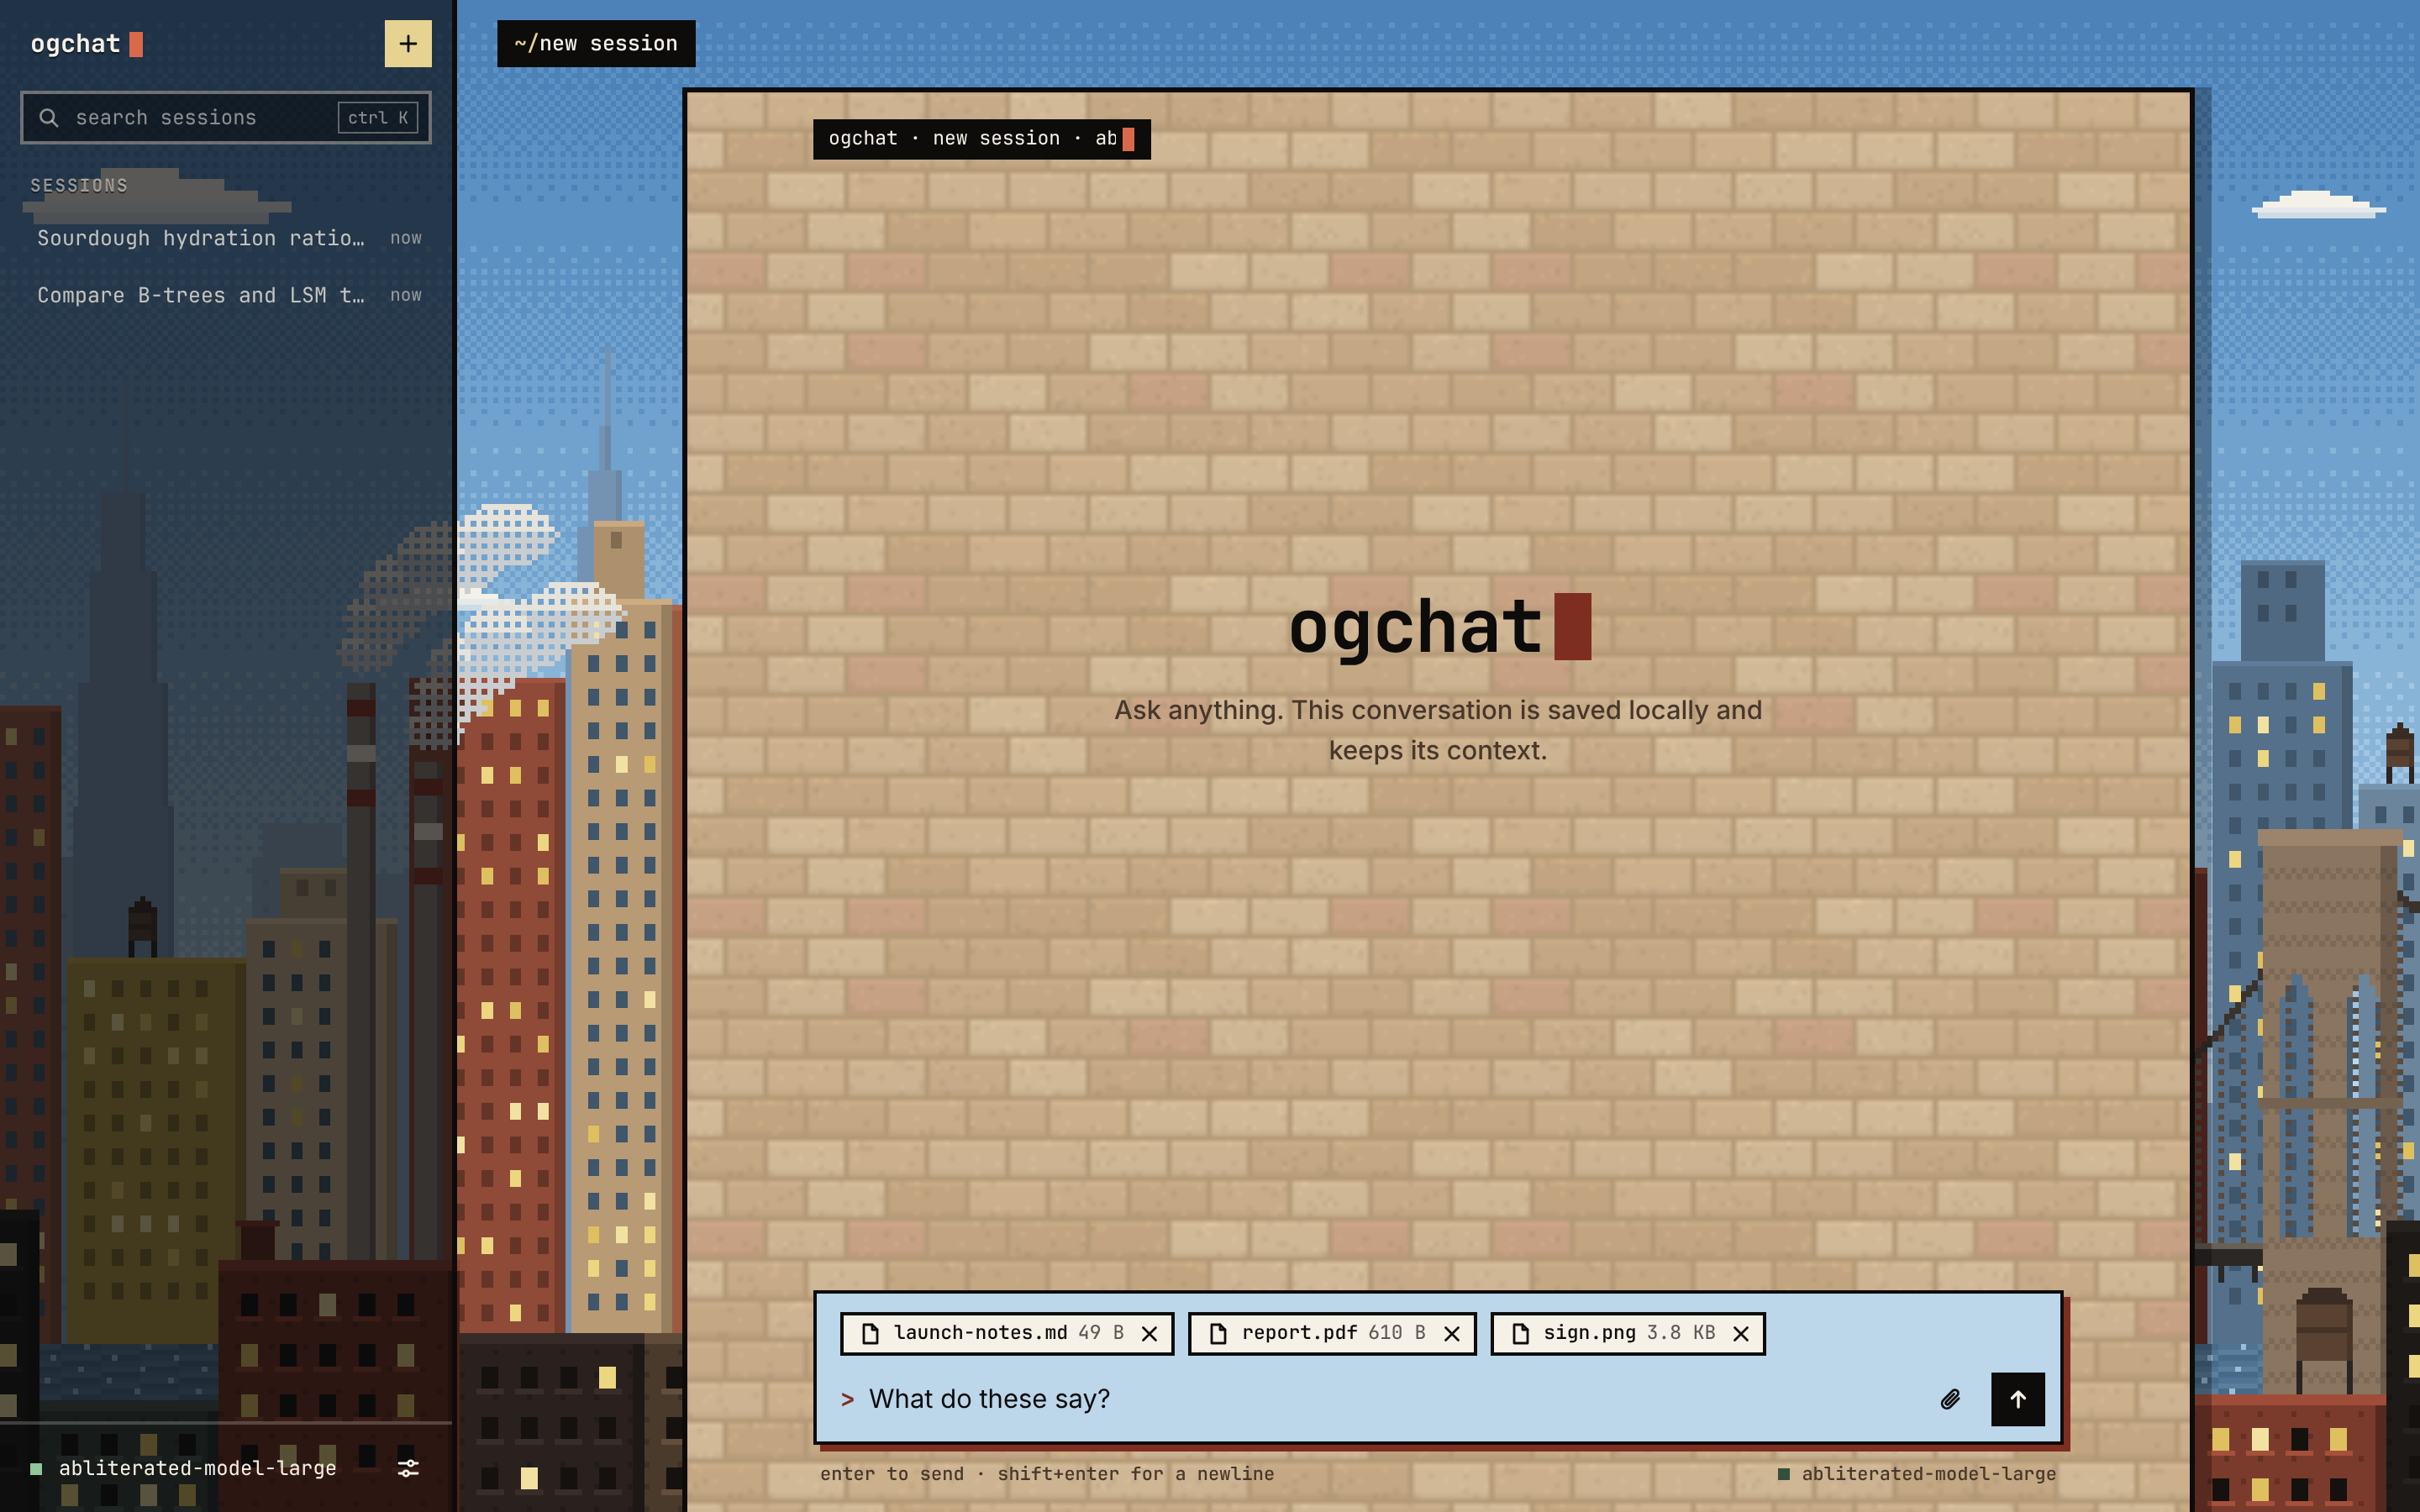 ogchat
+
search sessions ctrl K
SESSIONS
Sourdough hydration ratio… now
Compare B-trees and LSM t… now
abliterated-model-large
~/new session
ogchat · new session · ab
ogchat
Ask anything. This conversation is saved locally and
keeps its context.
launch-notes.md 49 B report.pdf 610 B sign.png 3.8 KB
> What do these say?
enter to send · shift+enter for a newline abliterated-model-large